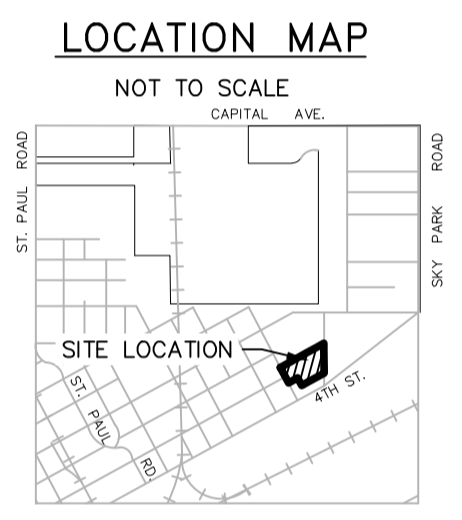 LOCATION MAP
NOT TO SCALE
CAPITAL AVE.
ST. PAUL ROAD
SKY PARK ROAD
SITE LOCATION
4TH ST.
ST. PAUL RD.